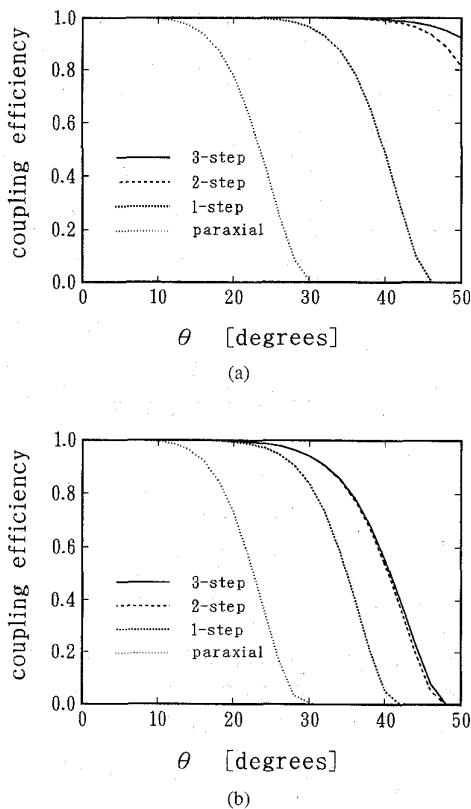 1.0
0.8
0.6
0.4
0.2
0.0
coupling efficiency
3-step
2-step
1-step
paraxial
0 10 20 30 40 50
θ [degrees]
(a)
1.0
0.8
0.6
0.4
0.2
0.0
coupling efficiency
3-step
2-step
1-step
paraxial
0 10 20 30 40 50
θ [degrees]
(b)